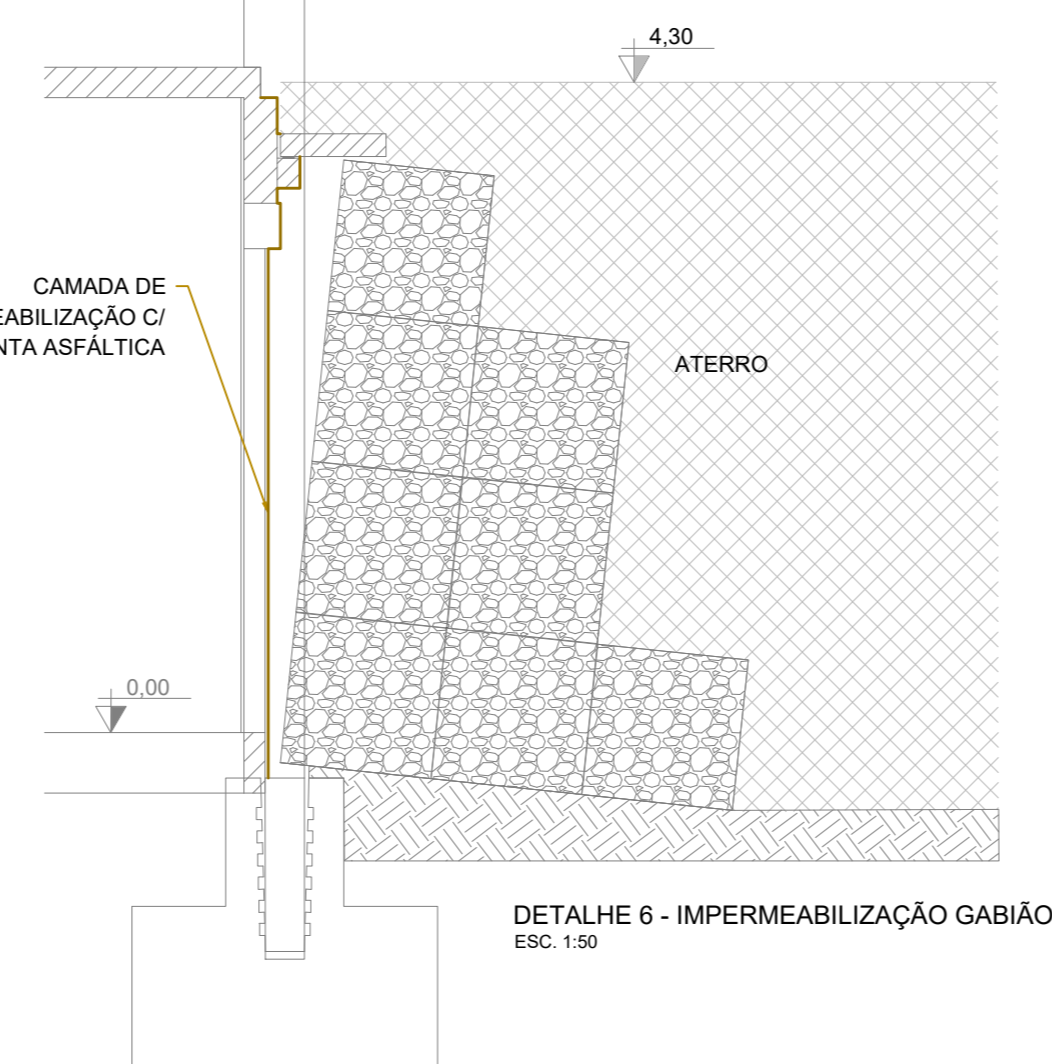 4,30
CAMADA DE
EABILIZAÇÃO C/
NTA ASFÁLTICA
ATERRO
0,00
DETALHE 6 - IMPERMEABILIZAÇÃO GABIÃO
ESC. 1:50